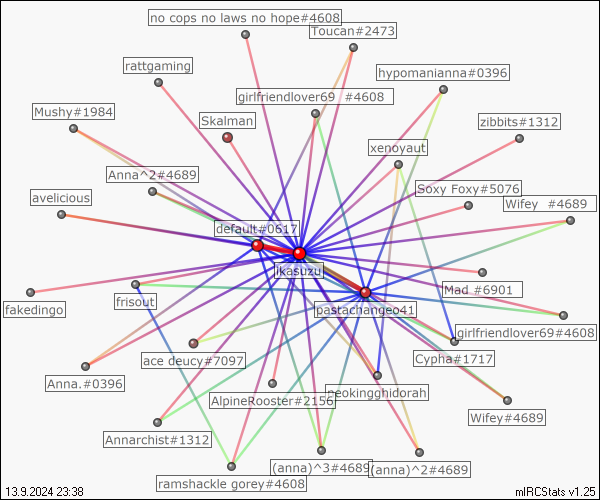 no cops no laws no hope#4608
Toucan#2473
rattgaming
hypomanianna#0396
girlfriendlover69 #4608
Mushy#1984
Skalman
zibbits#1312
xenoyaut
Anna^2#4689
Soxy Foxy#5076
avelicious
Wifey #4689
default#0617
ikasuzu
Mad #6901
fakedingo
frisout
pastachangeo41
girlfriendlover69#4608
ace deucy#7097
Cypha#1717
Anna.#0396
AlpineRooster#2156
neokingghidorah
Wifey#4689
Annarchist#1312
(anna)^3#4689
(anna)^2#4689
ramshackle gorey#4608
13.9.2024 23:38
mIRCStats v1.25